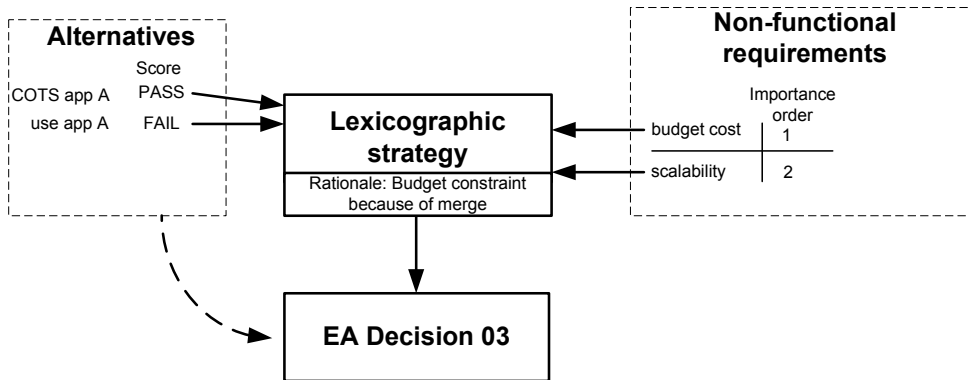 Alternatives
Score
COTS app A PASS
use app A FAIL
Lexicographic
strategy
Rationale: Budget constraint
because of merge
Non-functional
requirements
Importance
order
budget cost 1
scalability 2
EA Decision 03